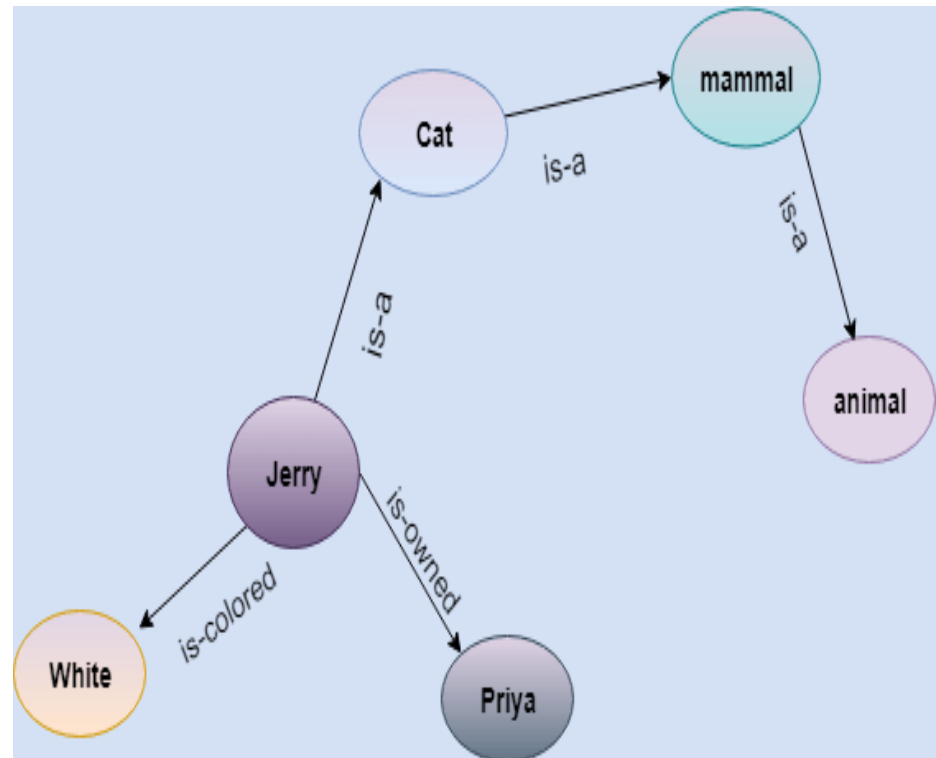 mammal
Cat
is-a
is-a
is-a
animal
Jerry
is-owned
is-colored
White
Priya